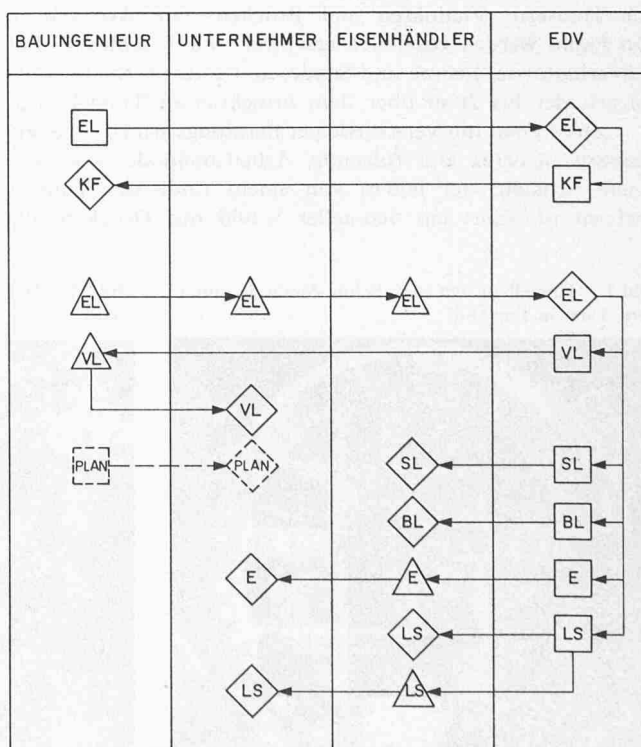 BAUINGENIEUR UNTERNEHMER EISENHÄNDLER EDV
EL EL
KF KF
EL EL EL EL
VL VL
VL
PLAN PLAN SL SL
BL BL
E E E
LS LS
LS LS